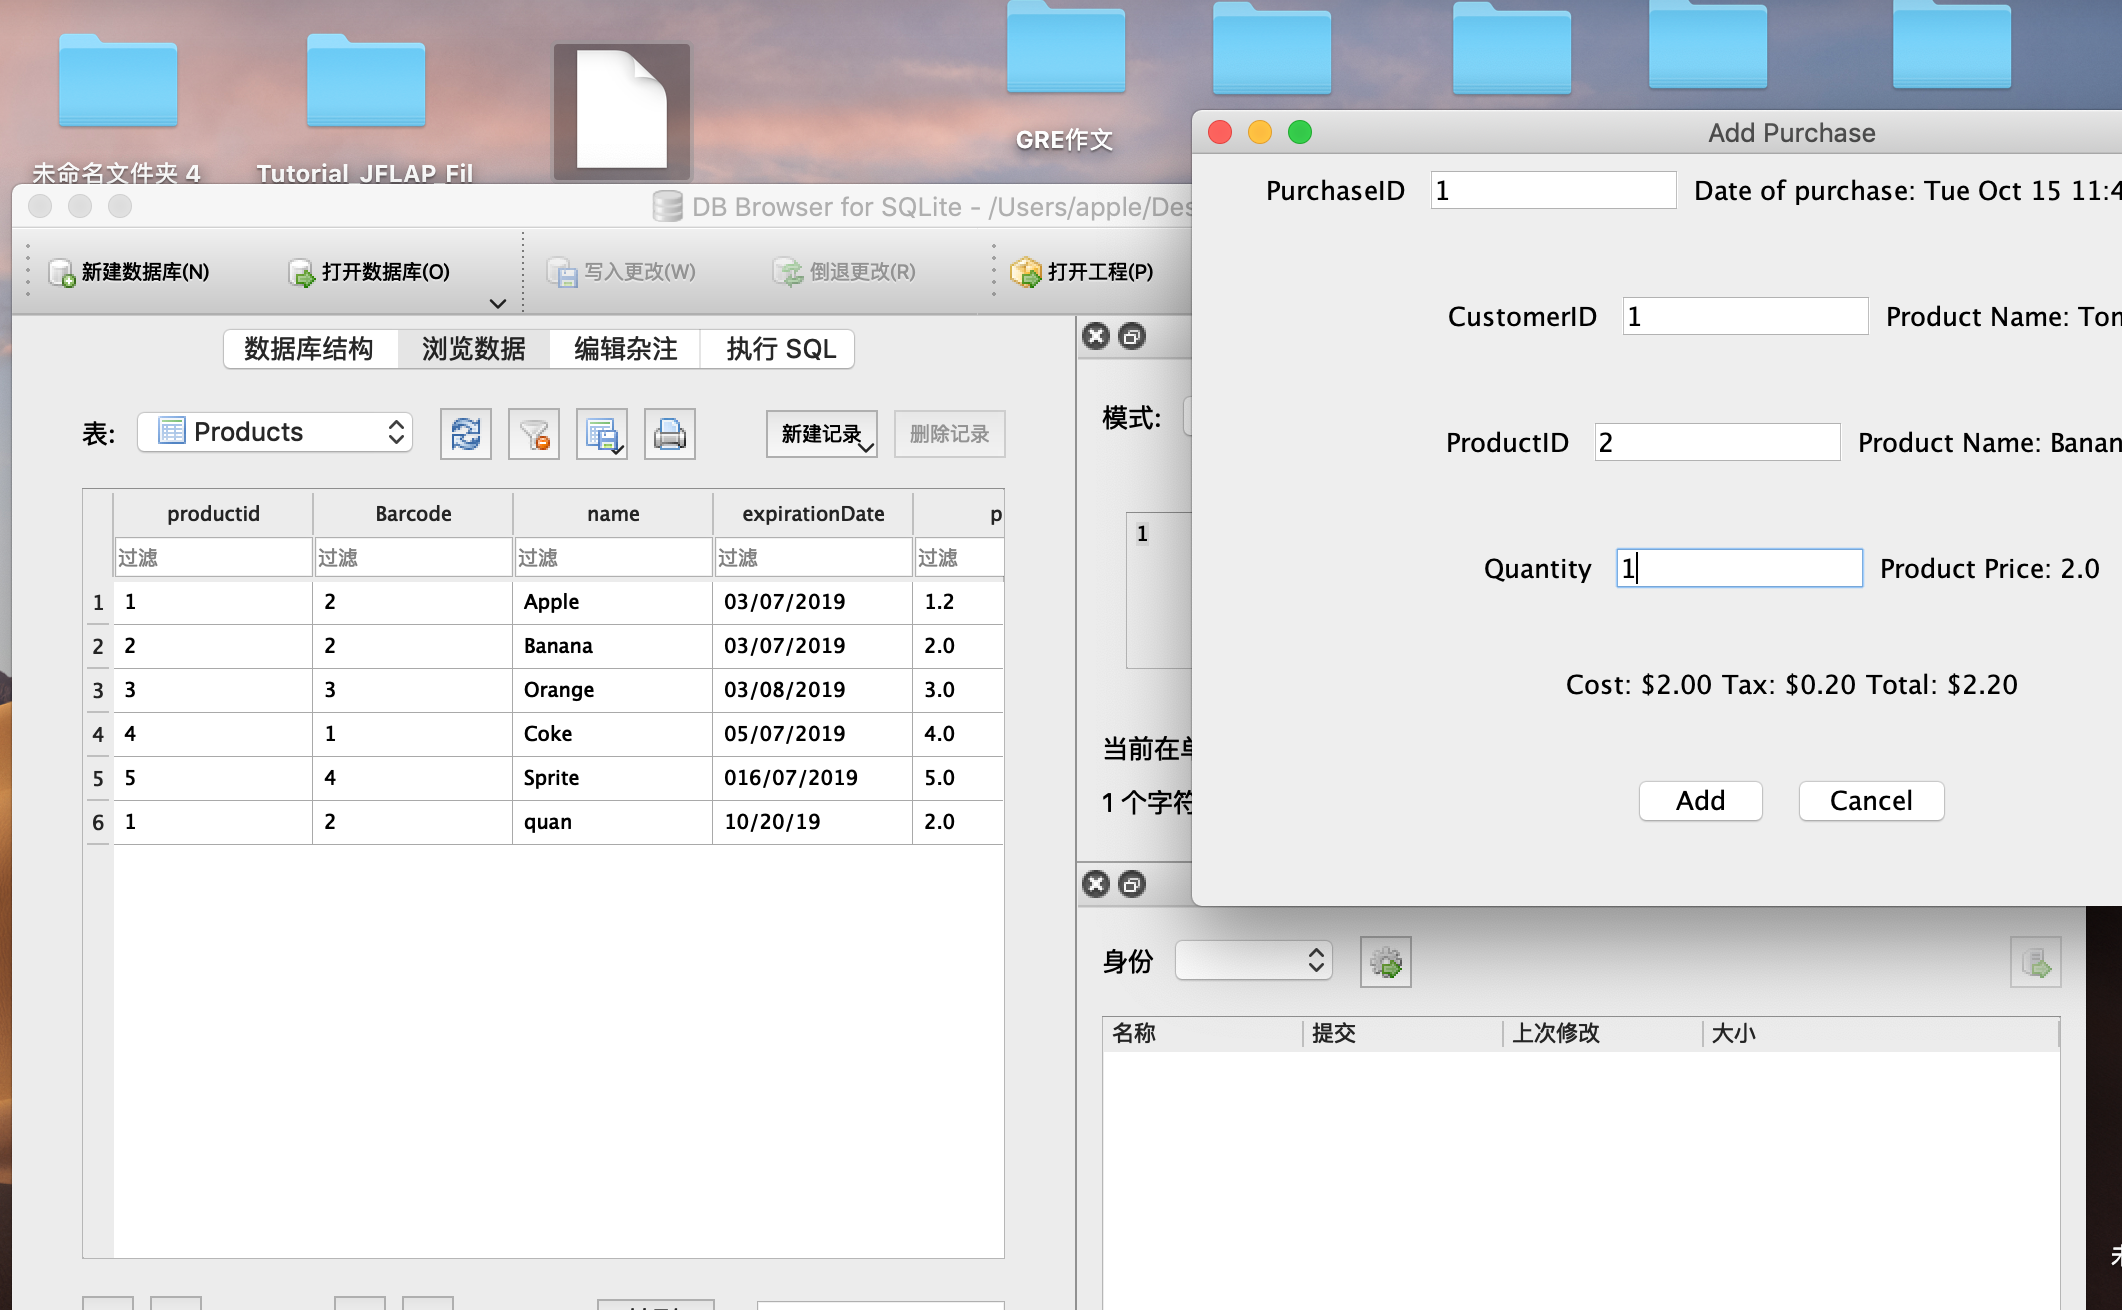 GRE作文
未命名文件夹 4
Tutorial_JFLAP_Fil
DB Browser for SQLite - /Users/apple/Des
新建数据库(N)
打开数据库(O)
写入更改(W)
倒退更改(R)
打开工程(P)
数据库结构
浏览数据
编辑杂注
执行 SQL
表:
Products
新建记录
删除记录
productid Barcode name expirationDate p
过滤 过滤 过滤 过滤 过滤
1 1 2 Apple 03/07/2019 1.2
2 2 2 Banana 03/07/2019 2.0
3 3 3 Orange 03/08/2019 3.0
4 4 1 Coke 05/07/2019 4.0
5 5 4 Sprite 016/07/2019 5.0
6 1 2 quan 10/20/19 2.0
模式:
1
当前在单
1 个字符
身份
名称 提交 上次修改 大小
Add Purchase
PurchaseID 1 Date of purchase: Tue Oct 15 11:4
CustomerID 1 Product Name: Tom
ProductID 2 Product Name: Banan
Quantity 1 Product Price: 2.0
Cost: $2.00 Tax: $0.20 Total: $2.20
Add
Cancel